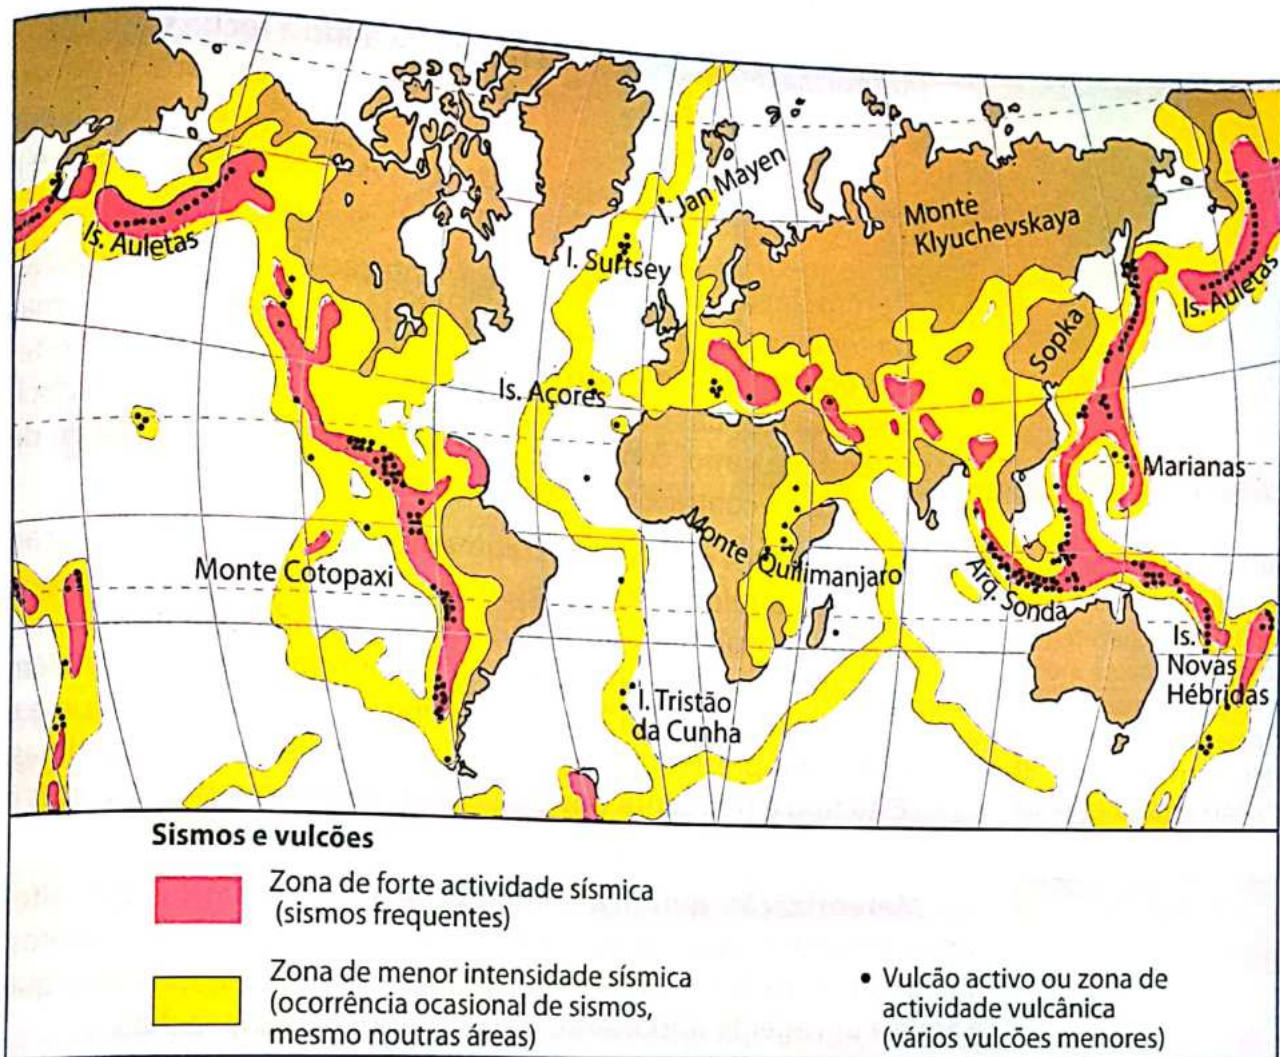 Is. Auletas
I. Jan Mayen
I. Surtsey
Monte
Klyuchevskaya
Is. Auletas
Sopka
Is. Açores
Marianas
Monte Cotopaxi
Monte Quilimanjaro
Arq. Sonda
Is.
Novas
Hébridas
I. Tristão
da Cunha
Sismos e vulcões
Zona de forte actividade sísmica
(sismos frequentes)
Zona de menor intensidade sísmica
(ocorrência ocasional de sismos,
mesmo noutras áreas)
• Vulcão activo ou zona de
actividade vulcânica
(vários vulcões menores)